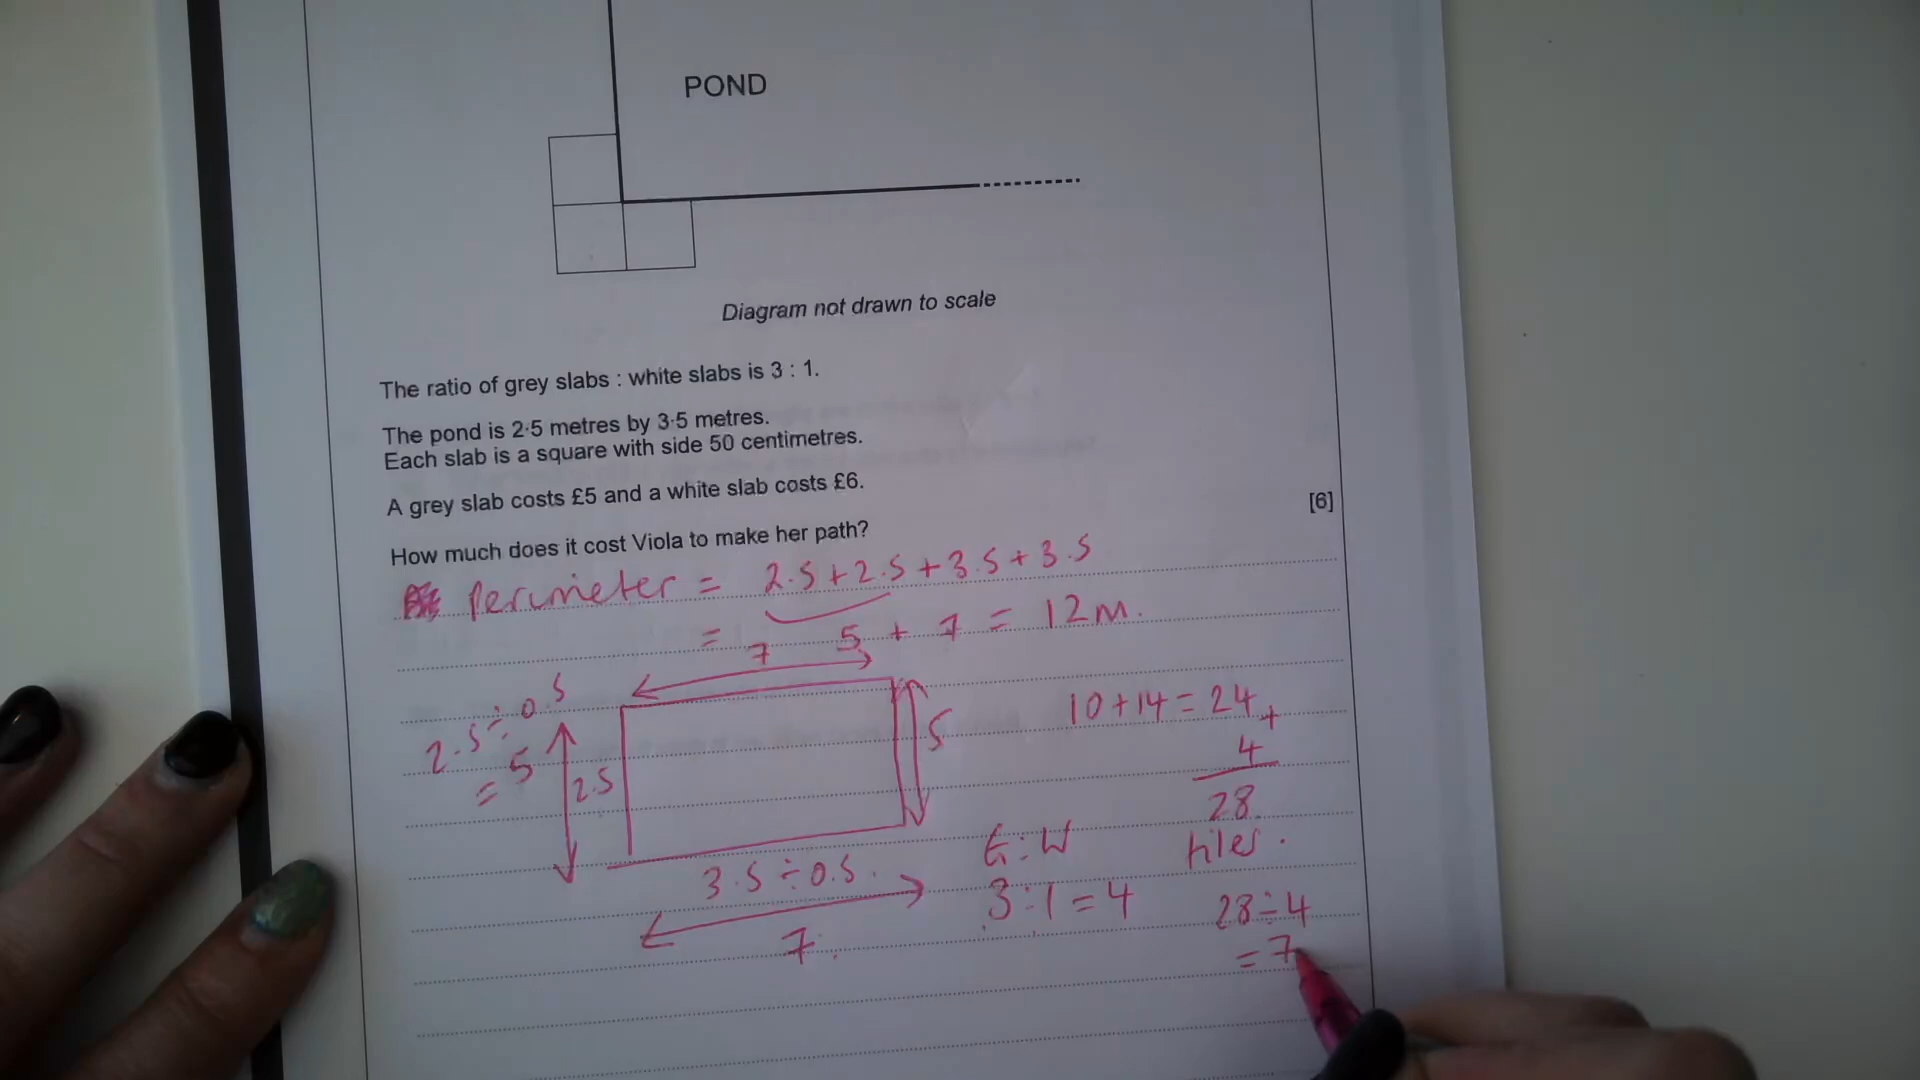 POND
Diagram not drawn to scale
The ratio of grey slabs : white slabs is 3 : 1.
The pond is 2·5 metres by 3·5 metres.
Each slab is a square with side 50 centimetres.
A grey slab costs £5 and a white slab costs £6.
How much does it cost Viola to make her path?
[6]
Perimeter = 2.5+2.5+3.5+3.5
= 5 + 7 = 12m.
7
2.5÷0.5
= 5
2.5
5
3.5÷0.5.
7.
10+14=24
+
4
28.
tiles.
G:W
3:1=4
28÷4
=7